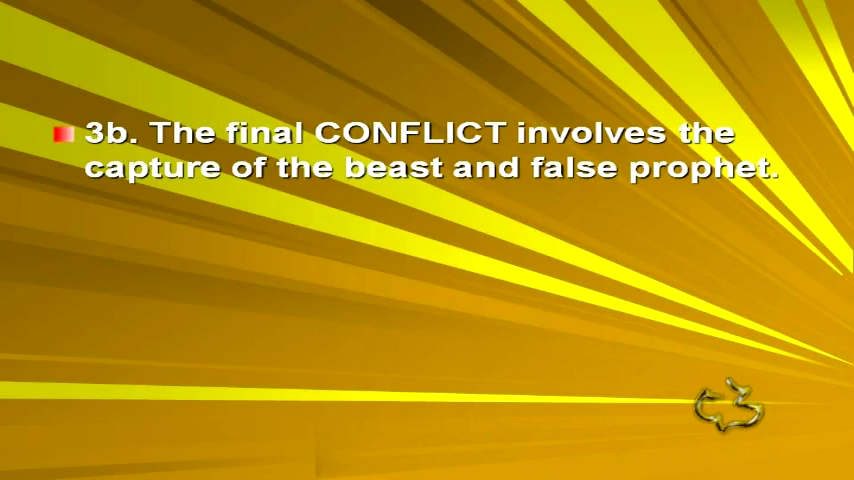 3b. The final CONFLICT involves the
capture of the beast and false prophet.